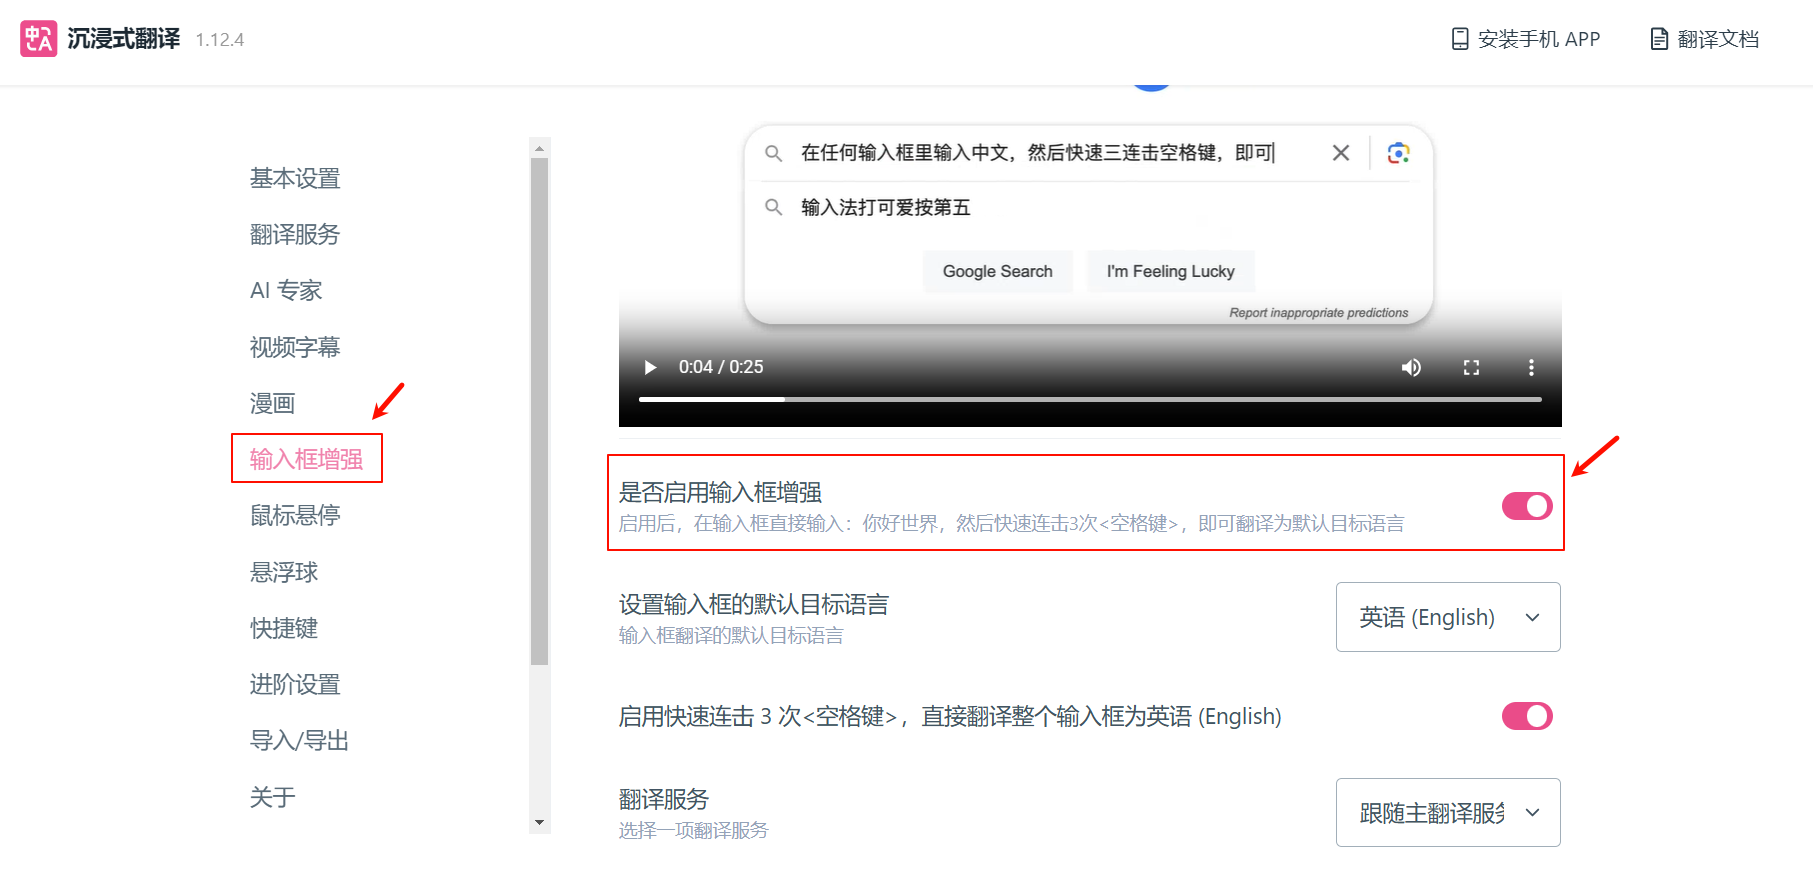 沉浸式翻译 1.12.4
安装手机 APP
翻译文档
基本设置
翻译服务
AI 专家
视频字幕
漫画
输入框增强
鼠标悬停
悬浮球
快捷键
进阶设置
导入/导出
关于
在任何输入框里输入中文，然后快速三连击空格键，即可
输入法打可爱按第五
Google Search
I'm Feeling Lucky
Report inappropriate predictions
0:04 / 0:25
是否启用输入框增强
启用后，在输入框直接输入：你好世界，然后快速连击3次<空格键>，即可翻译为默认目标语言
设置输入框的默认目标语言
输入框翻译的默认目标语言
英语 (English)
启用快速连击 3 次<空格键>，直接翻译整个输入框为英语 (English)
翻译服务
选择一项翻译服务
跟随主翻译服务